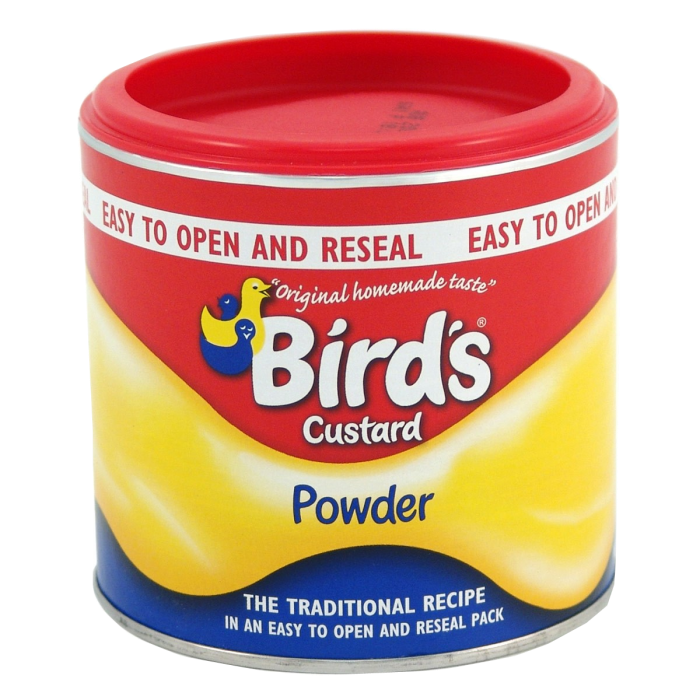 EASY TO OPEN AND RESEAL EASY TO OPEN
"Original homemade taste"
Bird's®
Custard
Powder
THE TRADITIONAL RECIPE
IN AN EASY TO OPEN AND RESEAL PACK